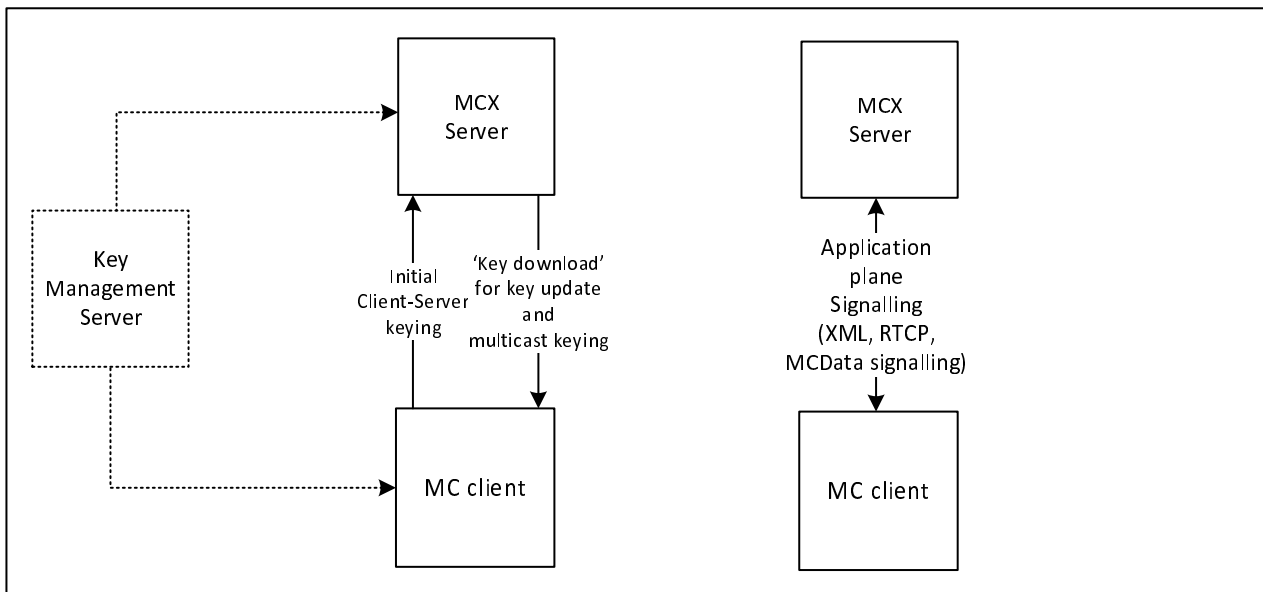 MCX
Server
Key
Management
Server
Initial
Client-Server
keying
‘Key download’
for key update
and
multicast keying
MC client
MCX
Server
Application
plane
Signalling
(XML, RTCP,
MCData signalling)
MC client